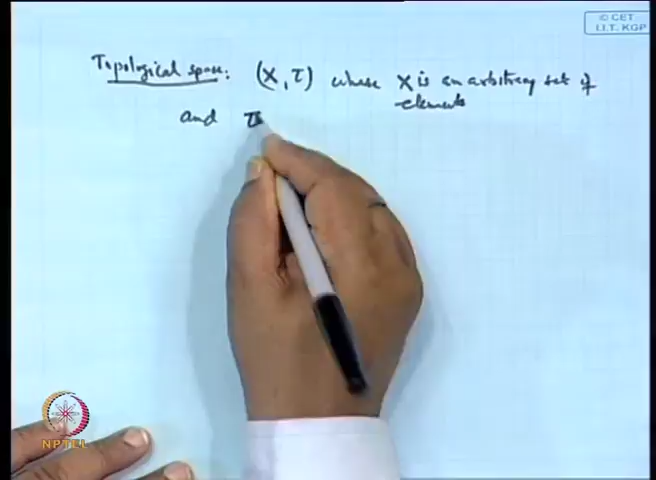 © CET
I.I.T. KGP
Topological space: (X, τ) where X is an arbitrary set of
elements
and τ
NPTEL